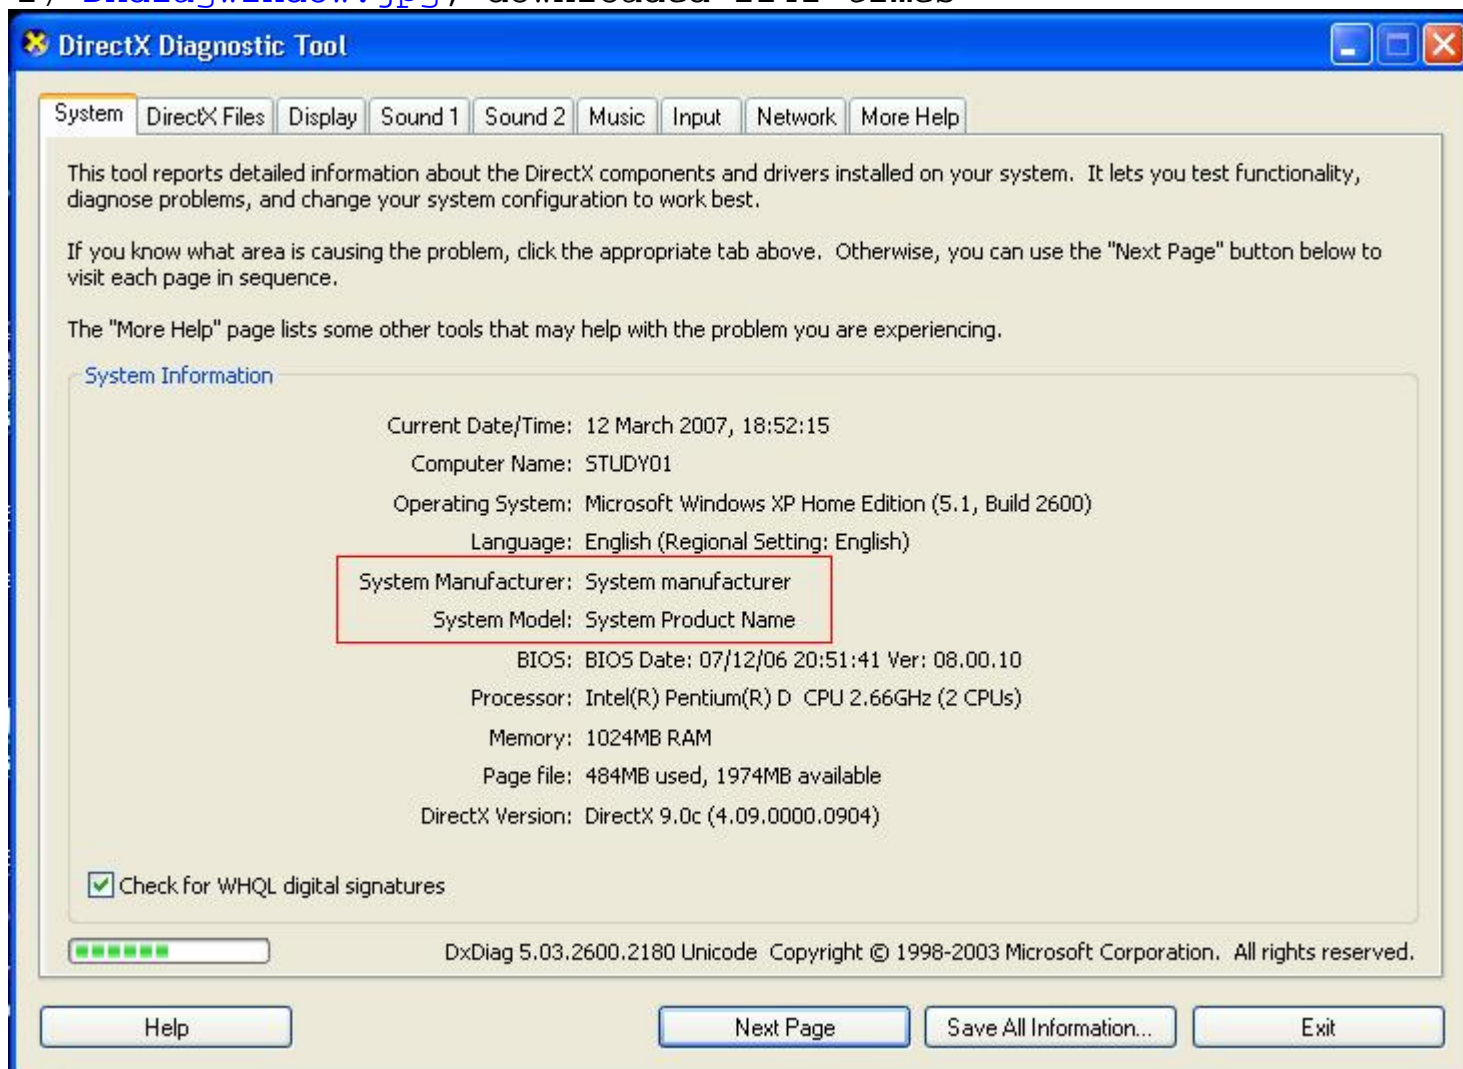 DirectX Diagnostic Tool
System DirectX Files Display Sound 1 Sound 2 Music Input Network More Help
This tool reports detailed information about the DirectX components and drivers installed on your system. It lets you test functionality,
diagnose problems, and change your system configuration to work best.
If you know what area is causing the problem, click the appropriate tab above. Otherwise, you can use the "Next Page" button below to
visit each page in sequence.
The "More Help" page lists some other tools that may help with the problem you are experiencing.
System Information
Current Date/Time: 12 March 2007, 18:52:15
Computer Name: STUDY01
Operating System: Microsoft Windows XP Home Edition (5.1, Build 2600)
Language: English (Regional Setting: English)
System Manufacturer: System manufacturer
System Model: System Product Name
BIOS: BIOS Date: 07/12/06 20:51:41 Ver: 08.00.10
Processor: Intel(R) Pentium(R) D CPU 2.66GHz (2 CPUs)
Memory: 1024MB RAM
Page file: 484MB used, 1974MB available
DirectX Version: DirectX 9.0c (4.09.0000.0904)
Check for WHQL digital signatures
DxDiag 5.03.2600.2180 Unicode Copyright © 1998-2003 Microsoft Corporation. All rights reserved.
Help Next Page Save All Information... Exit